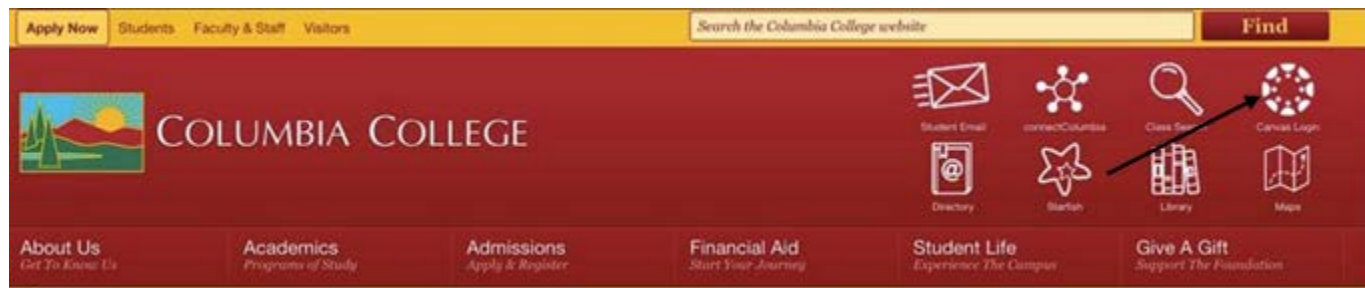 Apply Now Students Faculty & Staff Visitors Search the Columbia College website Find
COLUMBIA COLLEGE
Student Email connectColumbia Class Search Canvas Login
Directory Starfish Library Maps
About Us Academics Admissions Financial Aid Student Life Give A Gift
Get To Know Us Programs of Study Apply & Register Start Your Journey Experience The Campus Support The Foundation